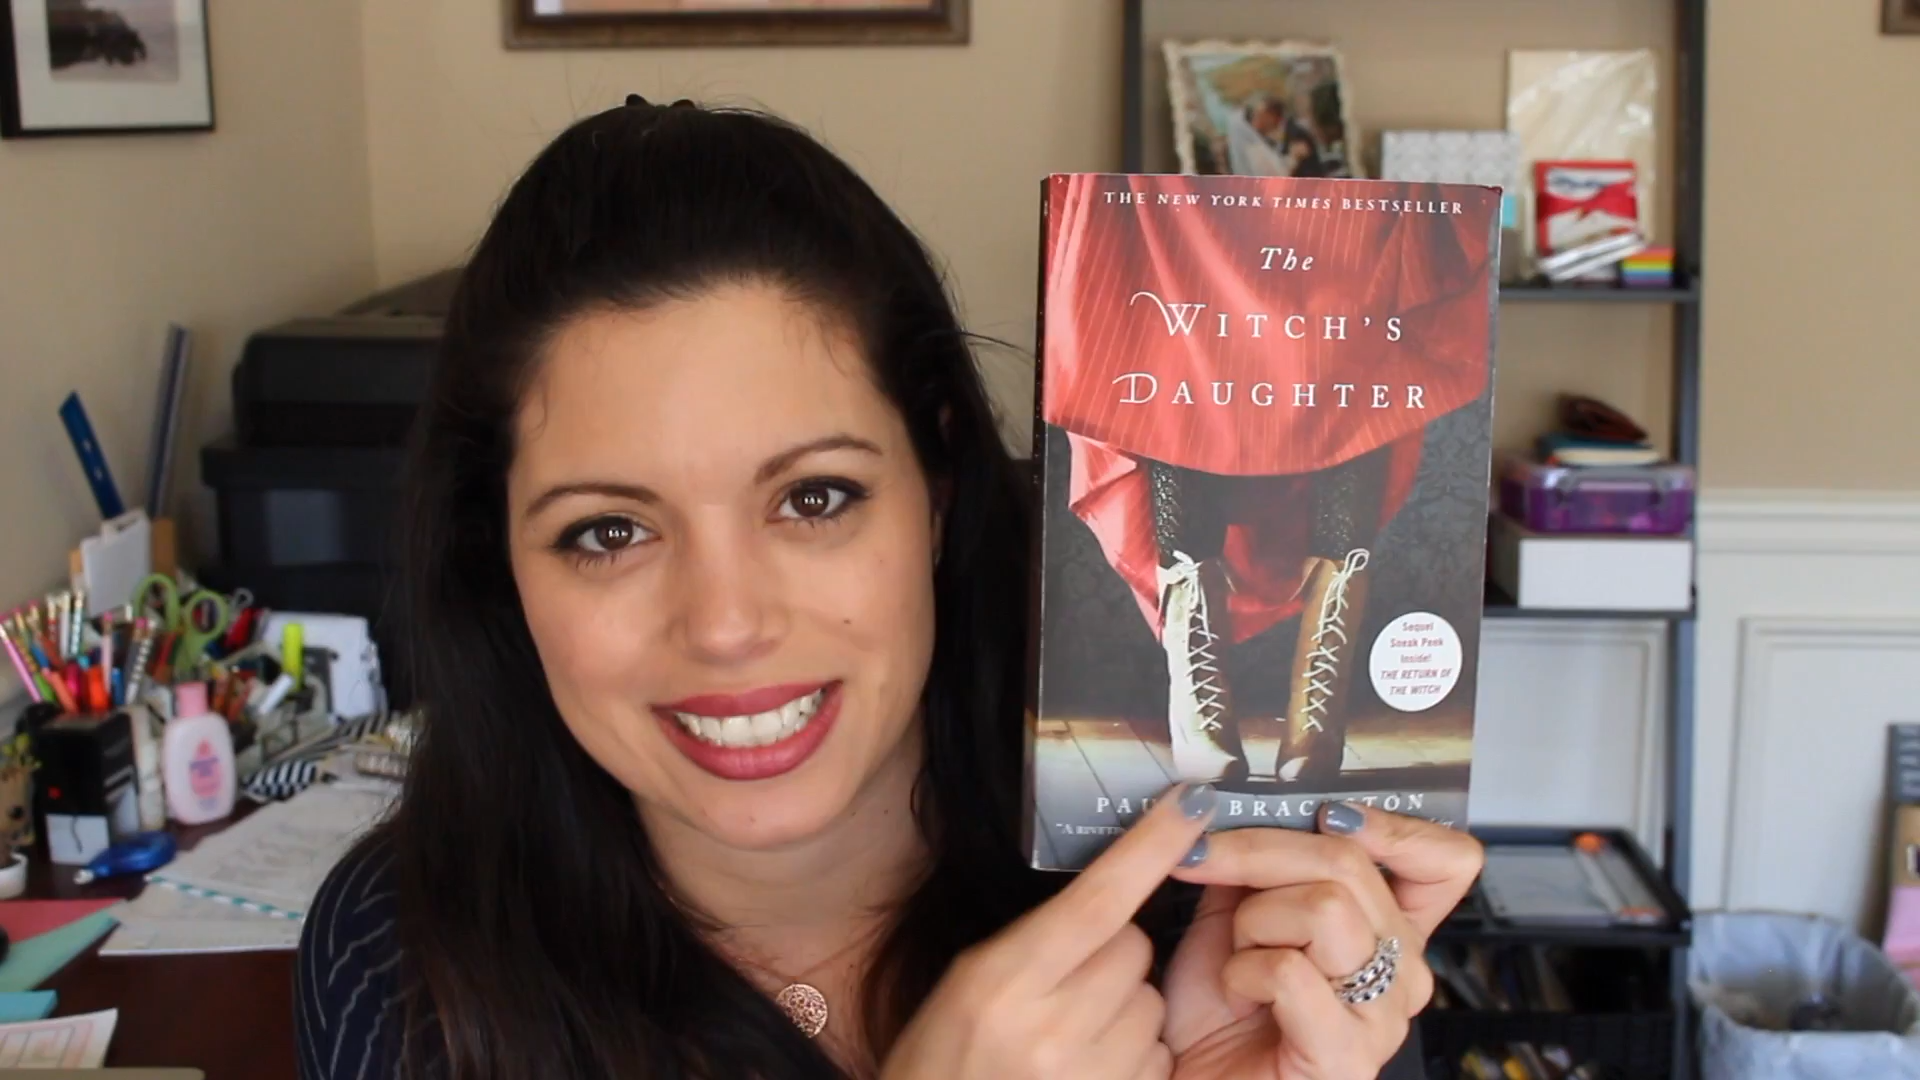 THE NEW YORK TIMES BESTSELLER
The
WITCH'S
DAUGHTER
Sequel
Sneak Peek
Inside!
THE RETURN OF
THE WITCH